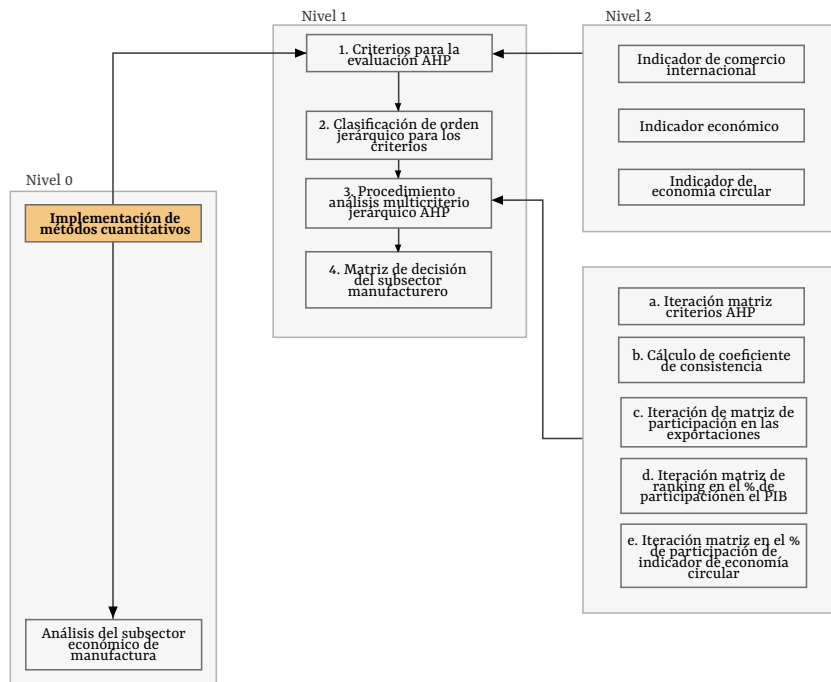 Nivel 0
Implementación de
métodos cuantitativos
Análisis del subsector
económico de
manufactura
Nivel 1
1. Criterios para la
evaluación AHP
2. Clasificación de orden
jerárquico para los
criterios
3. Procedimiento
análisis multicriterio
jerárquico AHP
4. Matriz de decisión
del subsector
manufacturero
Nivel 2
Indicador de comercio
internacional
Indicador económico
Indicador de
economía circular
a. Iteración matriz
criterios AHP
b. Cálculo de coeficiente
de consistencia
c. Iteración de matriz de
participación en las
exportaciones
d. Iteración matriz de
ranking en el % de
participaciónen el PIB
e. Iteración matriz en el %
de participación de
indicador de economía
circular